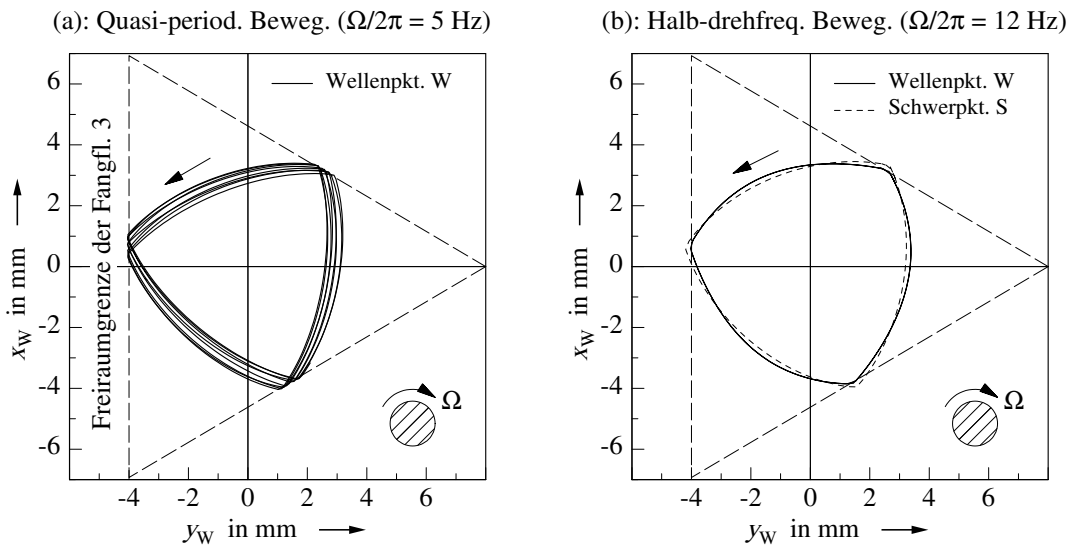 (a): Quasi-period. Beweg. (Ω/2π = 5 Hz)
6
4
2
0
-2
-4
-6
-4
-2
0
2
4
6
x_W in mm
y_W in mm
Freiraumgrenze der Fangfl. 3
Wellenpkt. W
Ω
(b): Halb-drehfreq. Beweg. (Ω/2π = 12 Hz)
6
4
2
0
-2
-4
-6
-4
-2
0
2
4
6
x_W in mm
y_W in mm
Wellenpkt. W
Schwerpkt. S
Ω